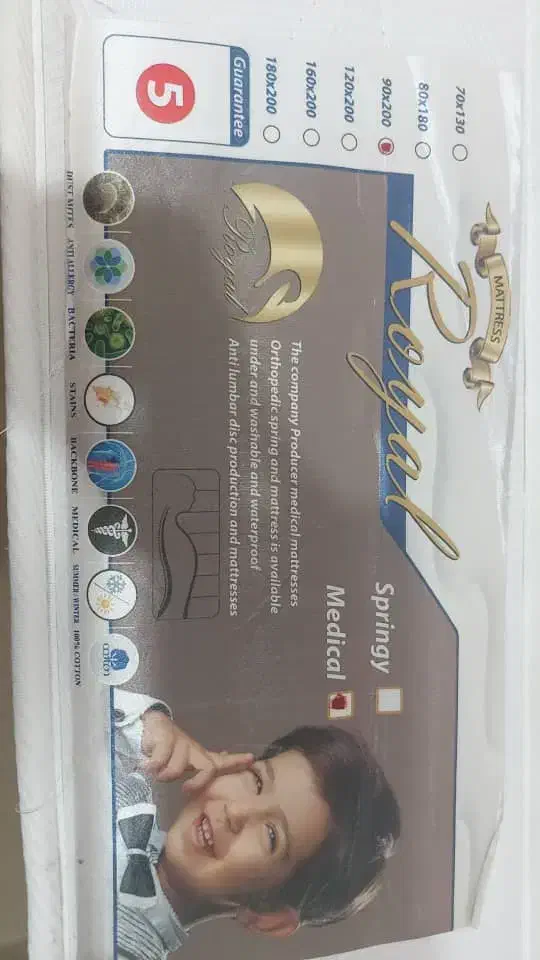 MATTRESS
Royal
70x130
80x180
90x200
120x200
160x200
180x200
Guarantee
5
Springy
Medical
Royal
The company Producer medical mattresses
Orthopedic spring and mattress is available
under and washable and waterproof
Anti lumbar disc production and mattresses
DUST MITES
ANTI ALLERGY
BACTERIA
STAINS
BACKBONE
MEDICAL
SUMMER/WINTER
100% COTTON
cotton